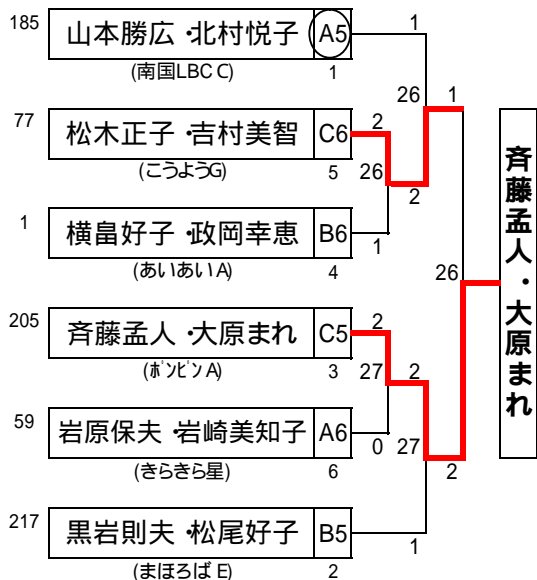 185 山本勝広・北村悦子 A5 1
(南国LBC C) 1
26 1
77 松木正子・吉村美智 C6 2
(こうようG) 5 26 2
1 横畠好子・政岡幸恵 B6 1
(あいあいA) 4
26
205 斉藤孟人・大原まれ C5 2
(ポンピンA) 3 27 2
59 岩原保夫・岩崎美知子 A6 0 27 2
(きらきら星) 6
217 黒岩則夫・松尾好子 B5 1
(まほろばE) 2
斉藤孟人・大原まれ